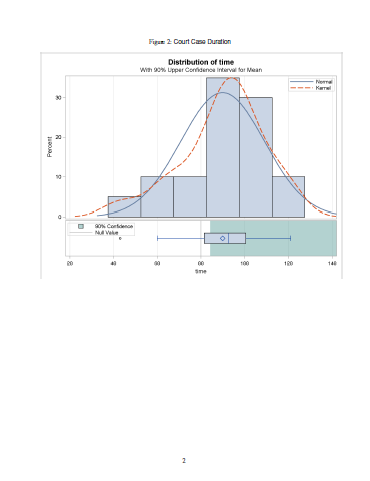 Figure 2: Court Case Duration
Distribution of time
With 90% Upper Confidence Interval for Mean
Normal
Kernel
30
20
10
0
Percent
90% Confidence
Null Value
20 40 60 80 100 120 140
time
2